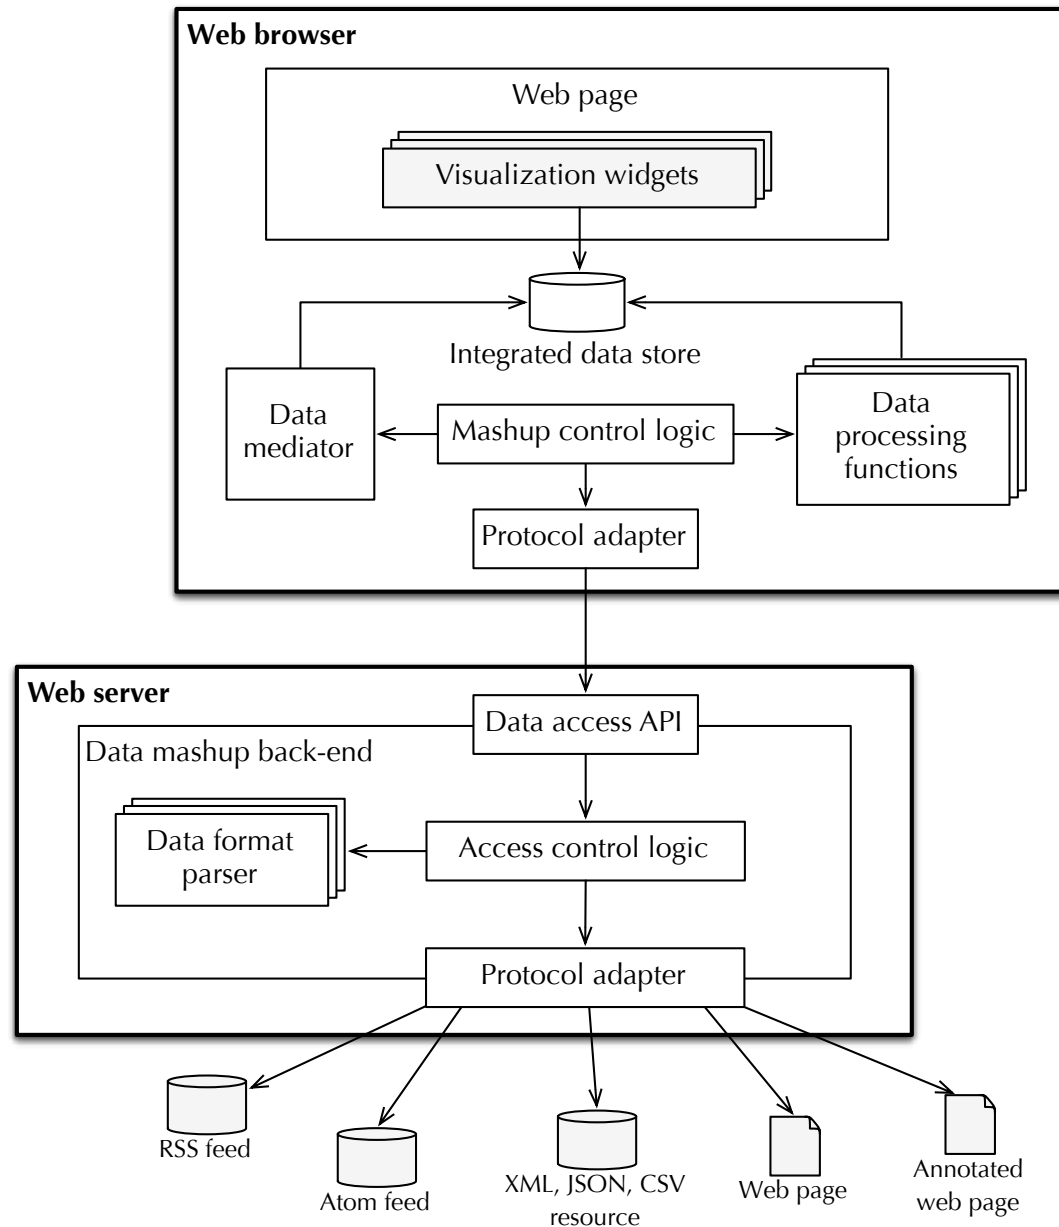 Web browser
Web page
Visualization widgets
Integrated data store
Data
mediator
Mashup control logic
Data
processing
functions
Protocol adapter
Web server
Data access API
Data mashup back-end
Data format
parser
Access control logic
Protocol adapter
RSS feed
Atom feed
XML, JSON, CSV
resource
Web page
Annotated
web page